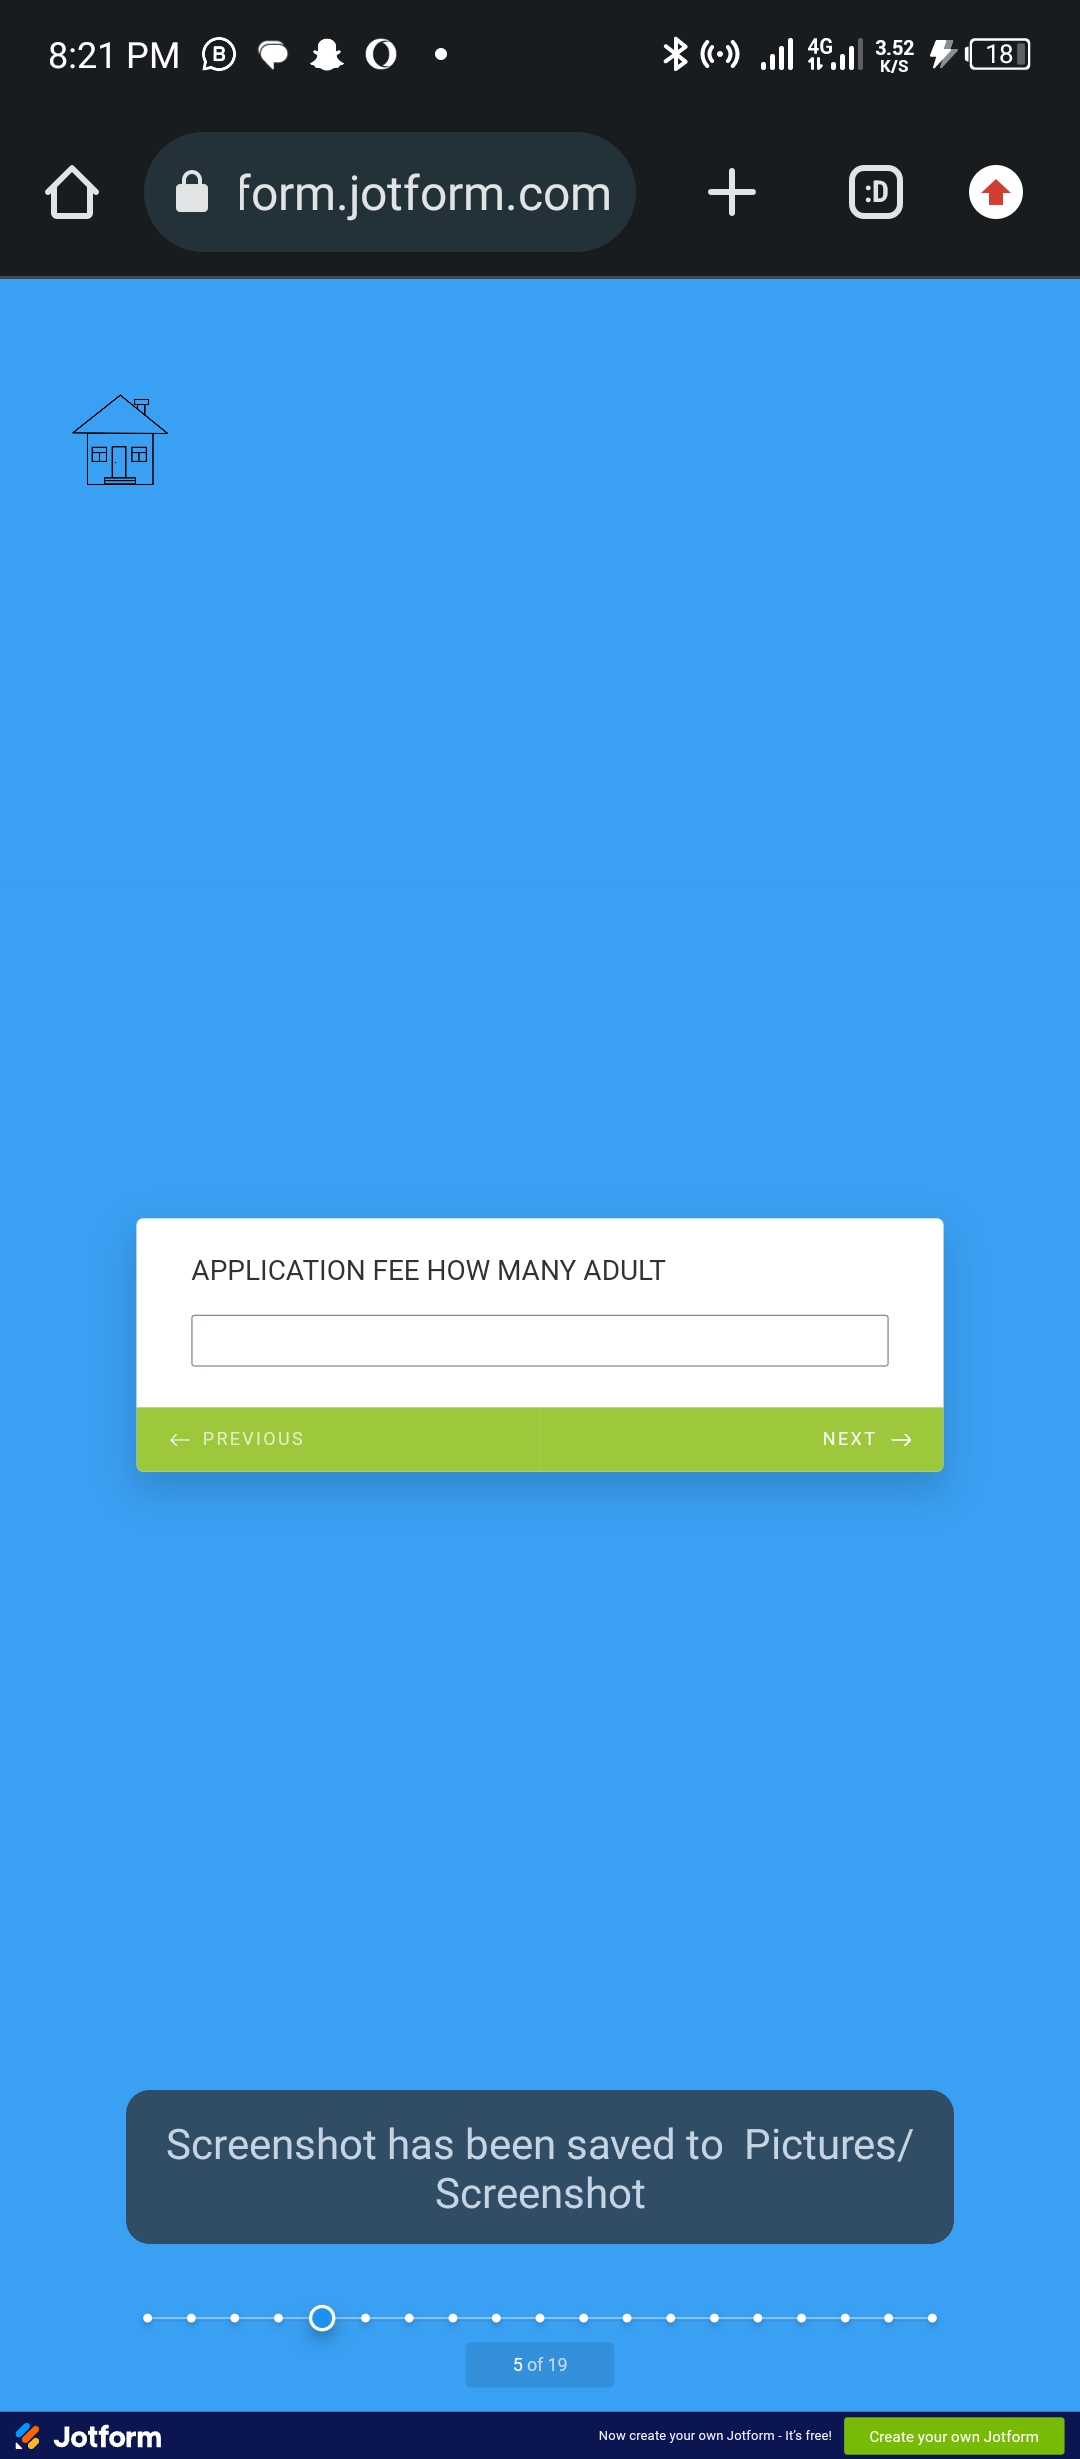 8:21 PM
B
4G
3.52
K/S
18
form.jotform.com
:D
APPLICATION FEE HOW MANY ADULT
← PREVIOUS
NEXT →
Screenshot has been saved to  Pictures/
Screenshot
5 of 19
Jotform
Now create your own Jotform - It's free!
Create your own Jotform